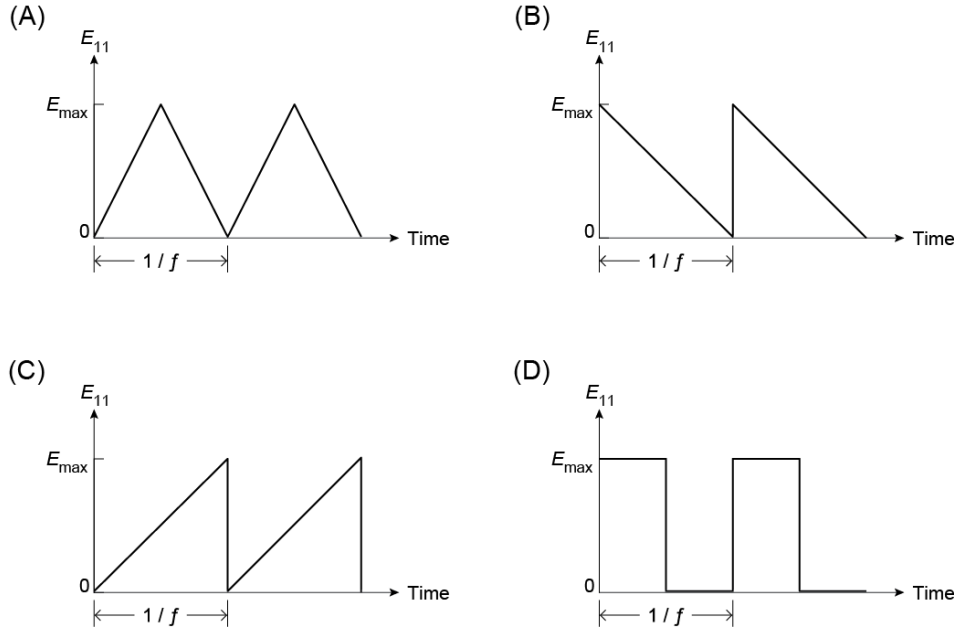 (A)
E11
Emax
0
Time
1 / f
(B)
E11
Emax
0
Time
1 / f
(C)
E11
Emax
0
Time
1 / f
(D)
E11
Emax
0
Time
1 / f